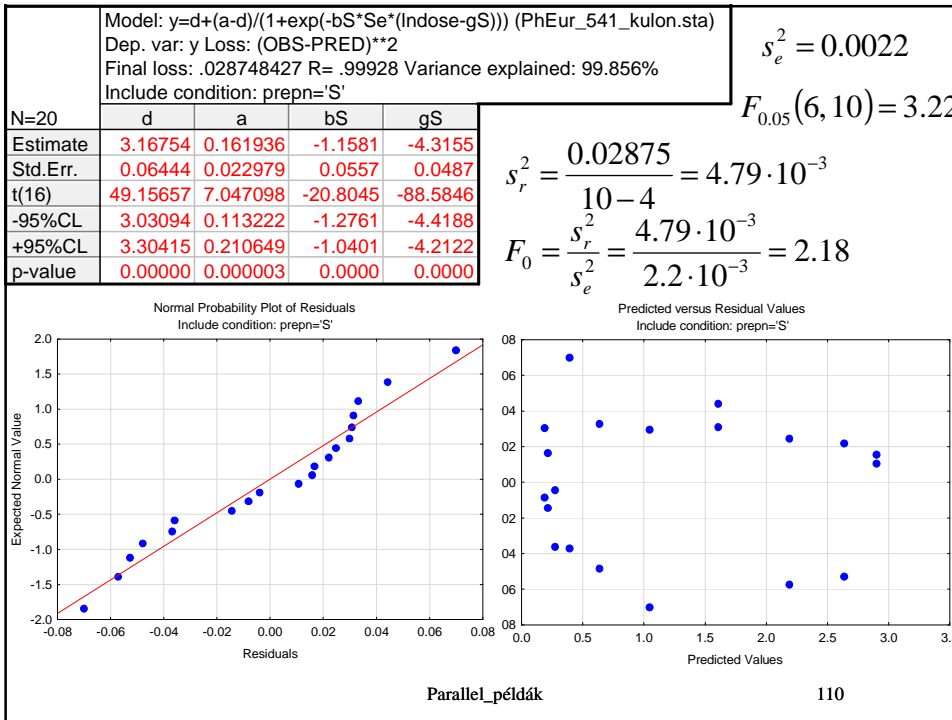 Model: y=d+(a-d)/(1+exp(-bS*Se*(lndose-gS))) (PhEur_541_kulon.sta)
Dep. var: y Loss: (OBS-PRED)**2
Final loss: .028748427 R= .99928 Variance explained: 99.856%
Include condition: prepn='S'
N=20 d a bS gS
Estimate 3.16754 0.161936 -1.1581 -4.3155
Std.Err. 0.06444 0.022979 0.0557 0.0487
t(16) 49.15657 7.047098 -20.8045 -88.5846
-95%CL 3.03094 0.113222 -1.2761 -4.4188
+95%CL 3.30415 0.210649 -1.0401 -4.2122
p-value 0.00000 0.000003 0.0000 0.0000
s_e^2 = 0.0022
F_{0.05}(6,10) = 3.22
s_r^2 = 0.02875 / (10 − 4) = 4.79·10^{-3}
F_0 = s_r^2 / s_e^2 = 4.79·10^{-3} / 2.2·10^{-3} = 2.18
Normal Probability Plot of Residuals
Include condition: prepn='S'
2.0
1.5
1.0
0.5
0.0
-0.5
-1.0
-1.5
-2.0
Expected Normal Value
-0.08 -0.06 -0.04 -0.02 0.00 0.02 0.04 0.06 0.08
Residuals
Predicted versus Residual Values
Include condition: prepn='S'
08
06
04
02
00
02
04
06
08
0.0 0.5 1.0 1.5 2.0 2.5 3.0 3.
Predicted Values
Parallel_példák 110